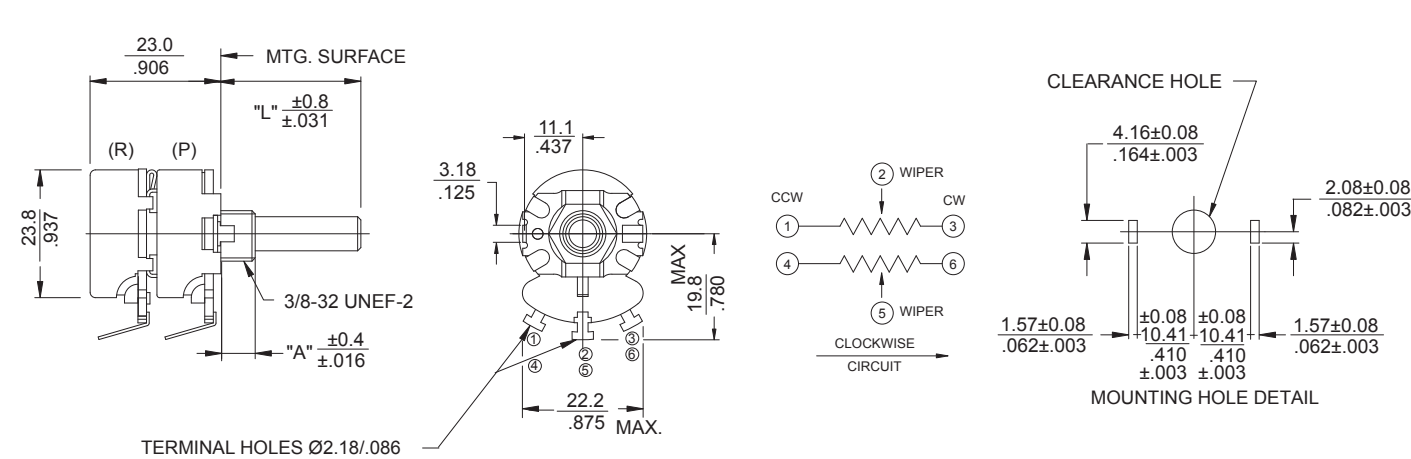 23.0
.906
MTG. SURFACE
"L" ±0.8
±.031
(R) (P)
23.8
.937
3/8-32 UNEF-2
"A" ±0.4
±.016
TERMINAL HOLES Ø2.18/.086
11.1
.437
3.18
.125
MAX
19.8
.780
① ② ③
④ ⑤ ⑥
22.2
.875 MAX.
② WIPER
CCW CW
① ③
④ ⑥
⑤ WIPER
CLOCKWISE
CIRCUIT
CLEARANCE HOLE
4.16±0.08
.164±.003
2.08±0.08
.082±.003
1.57±0.08
.062±.003
±0.08
10.41
.410
±.003
±0.08
10.41
.410
±.003
1.57±0.08
.062±.003
MOUNTING HOLE DETAIL